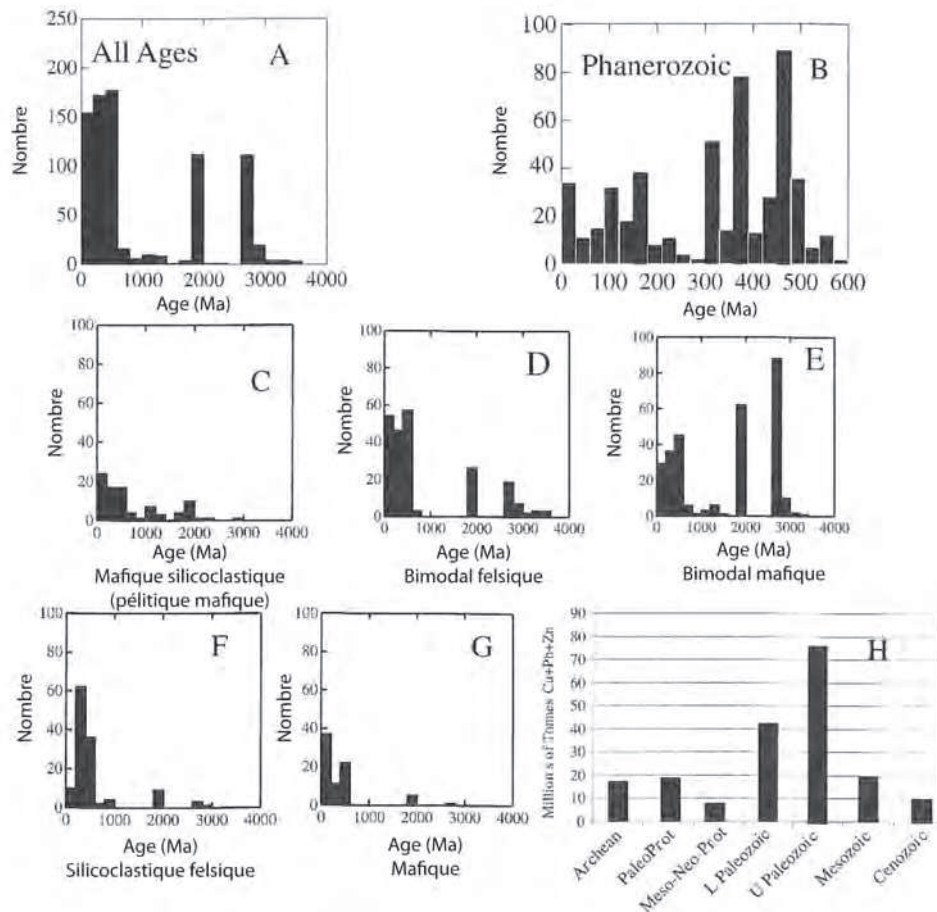 250
200
150
100
50
0
All Ages
A
Nombre
0 1000 2000 3000 4000
Age (Ma)
100
80
60
40
20
0
Phanerozoic
B
Nombre
0 100 200 300 400 500 600
Age (Ma)
100
80
60
40
20
0
C
Nombre
0 1000 2000 3000 4000
Age (Ma)
Mafique silicoclastique
(pélitique mafique)
100
80
60
40
20
0
D
Nombre
0 1000 2000 3000 4000
Age (Ma)
Bimodal felsique
100
80
60
40
20
0
E
Nombre
0 1000 2000 3000 4000
Age (Ma)
Bimodal mafique
100
80
60
40
20
0
F
Nombre
0 1000 2000 3000 4000
Age (Ma)
Silicoclastique felsique
100
80
60
40
20
0
G
Nombre
0 1000 2000 3000 4000
Age (Ma)
Mafique
90
80
70
60
50
40
30
20
10
0
H
Millions of Tonnes Cu+Pb+Zn
Archean
PaleoProt
Meso-Neo Prot
L Paleozoic
U Paleozoic
Mesozoic
Cenozoic